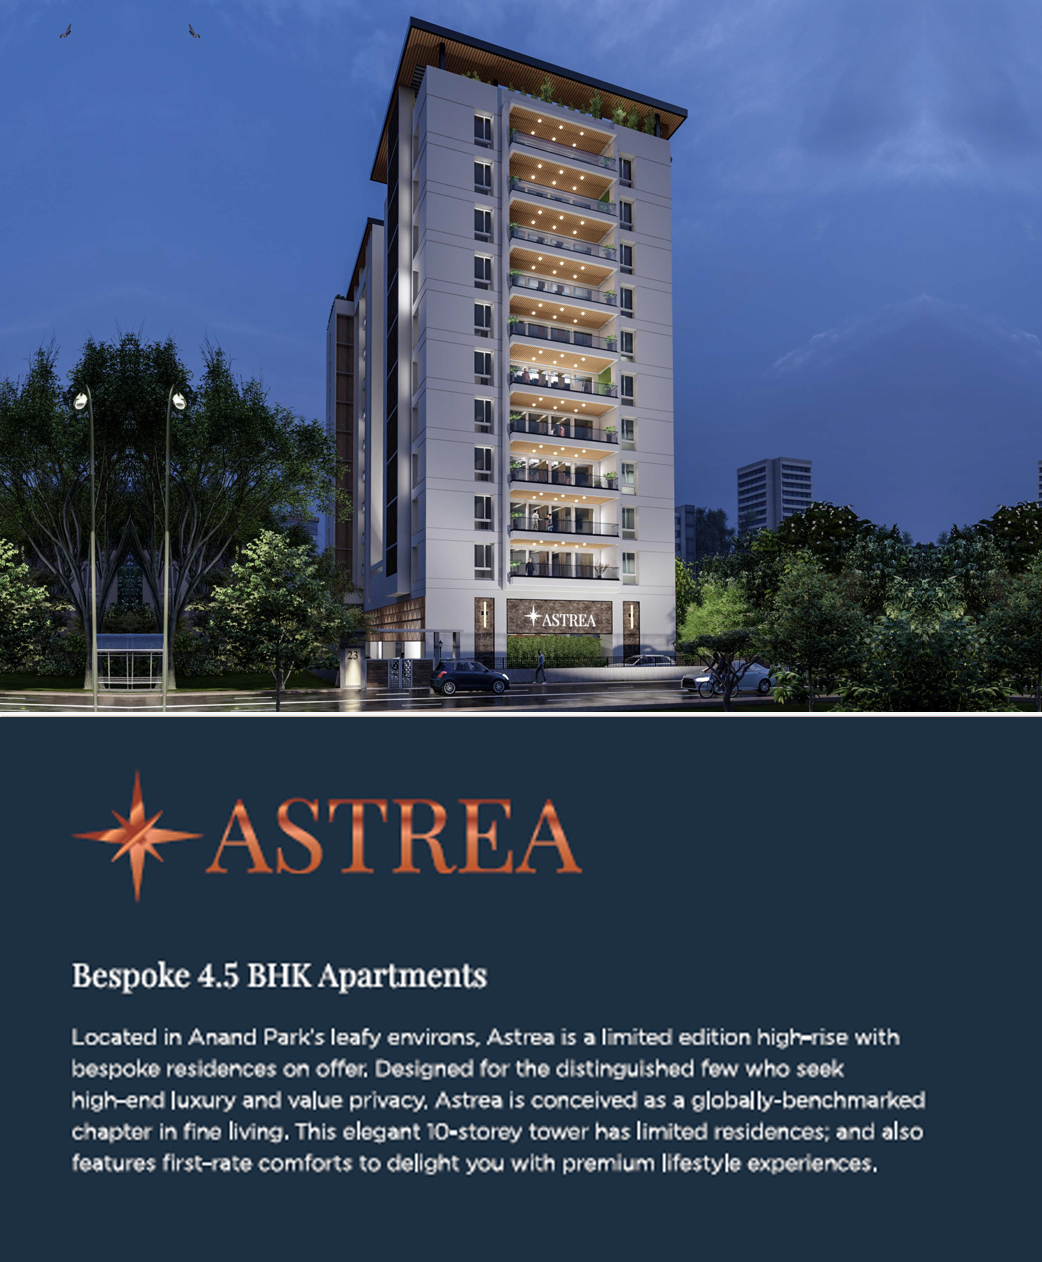 ASTREA
23
ASTREA
Bespoke 4.5 BHK Apartments
Located in Anand Park's leafy environs, Astrea is a limited edition high-rise with
bespoke residences on offer. Designed for the distinguished few who seek
high-end luxury and value privacy, Astrea is conceived as a globally-benchmarked
chapter in fine living. This elegant 10-storey tower has limited residences; and also
features first-rate comforts to delight you with premium lifestyle experiences.